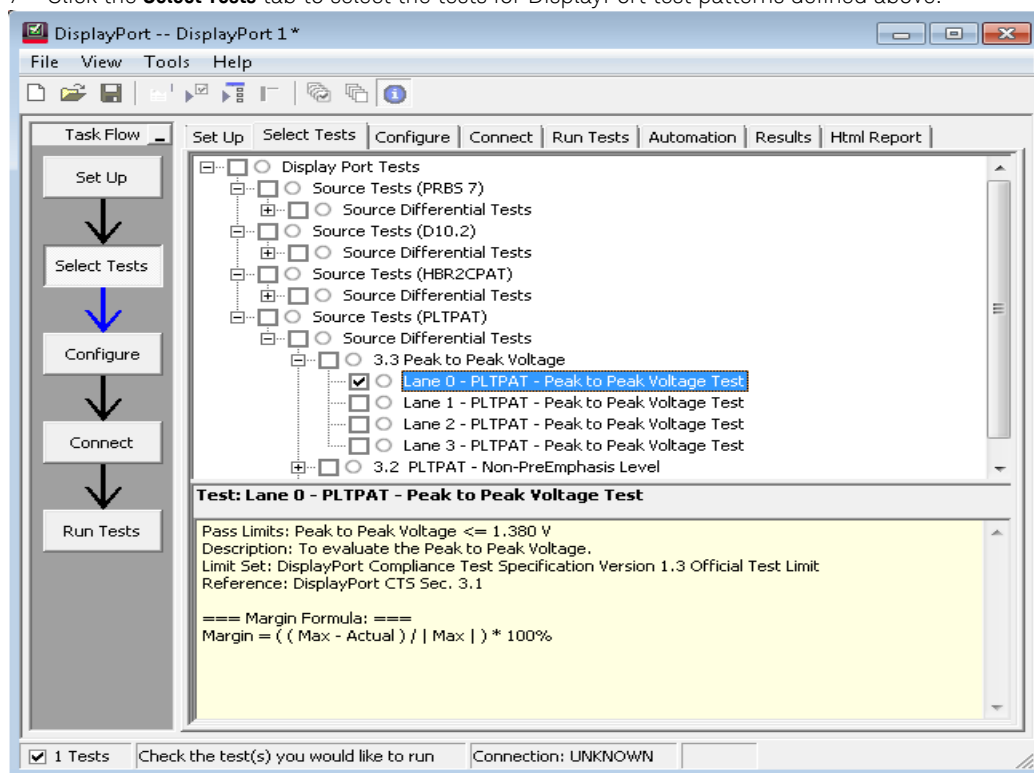 7 Click the Select Tests tab to select the tests for DisplayPort test patterns defined above.
DisplayPort -- DisplayPort 1*
File View Tools Help
Task Flow
Set Up
Select Tests
Configure
Connect
Run Tests
Set Up Select Tests Configure Connect Run Tests Automation Results Html Report
Display Port Tests
Source Tests (PRBS 7)
Source Differential Tests
Source Tests (D10.2)
Source Differential Tests
Source Tests (HBR2CPAT)
Source Differential Tests
Source Tests (PLTPAT)
Source Differential Tests
3.3 Peak to Peak Voltage
Lane 0 - PLTPAT - Peak to Peak Voltage Test
Lane 1 - PLTPAT - Peak to Peak Voltage Test
Lane 2 - PLTPAT - Peak to Peak Voltage Test
Lane 3 - PLTPAT - Peak to Peak Voltage Test
3.2 PLTPAT - Non-PreEmphasis Level
Test: Lane 0 - PLTPAT - Peak to Peak Voltage Test
Pass Limits: Peak to Peak Voltage <= 1.380 V
Description: To evaluate the Peak to Peak Voltage.
Limit Set: DisplayPort Compliance Test Specification Version 1.3 Official Test Limit
Reference: DisplayPort CTS Sec. 3.1
=== Margin Formula: ===
Margin = ( ( Max - Actual ) / | Max | ) * 100%
1 Tests Check the test(s) you would like to run Connection: UNKNOWN